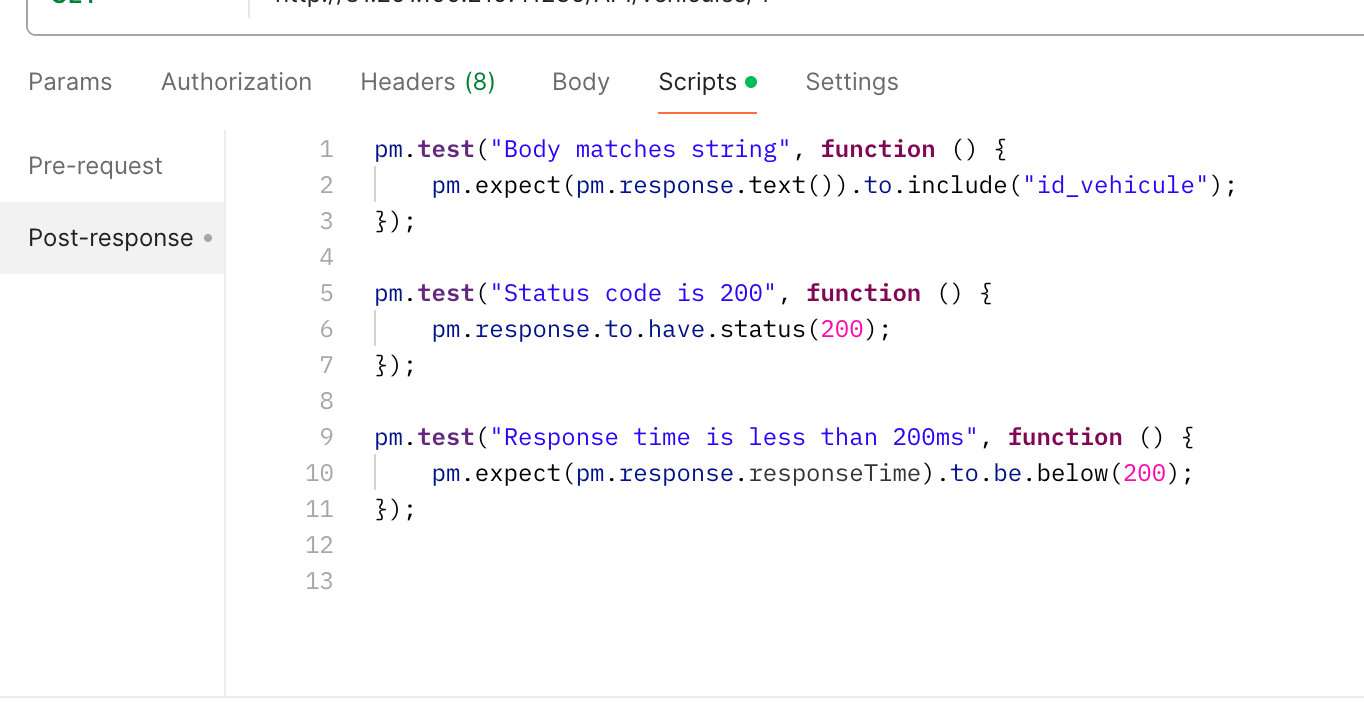 Params Authorization Headers (8) Body Scripts Settings
Pre-request
Post-response
1 pm.test("Body matches string", function () {
2     pm.expect(pm.response.text()).to.include("id_vehicule");
3 });
4
5 pm.test("Status code is 200", function () {
6     pm.response.to.have.status(200);
7 });
8
9 pm.test("Response time is less than 200ms", function () {
10     pm.expect(pm.response.responseTime).to.be.below(200);
11 });
12
13